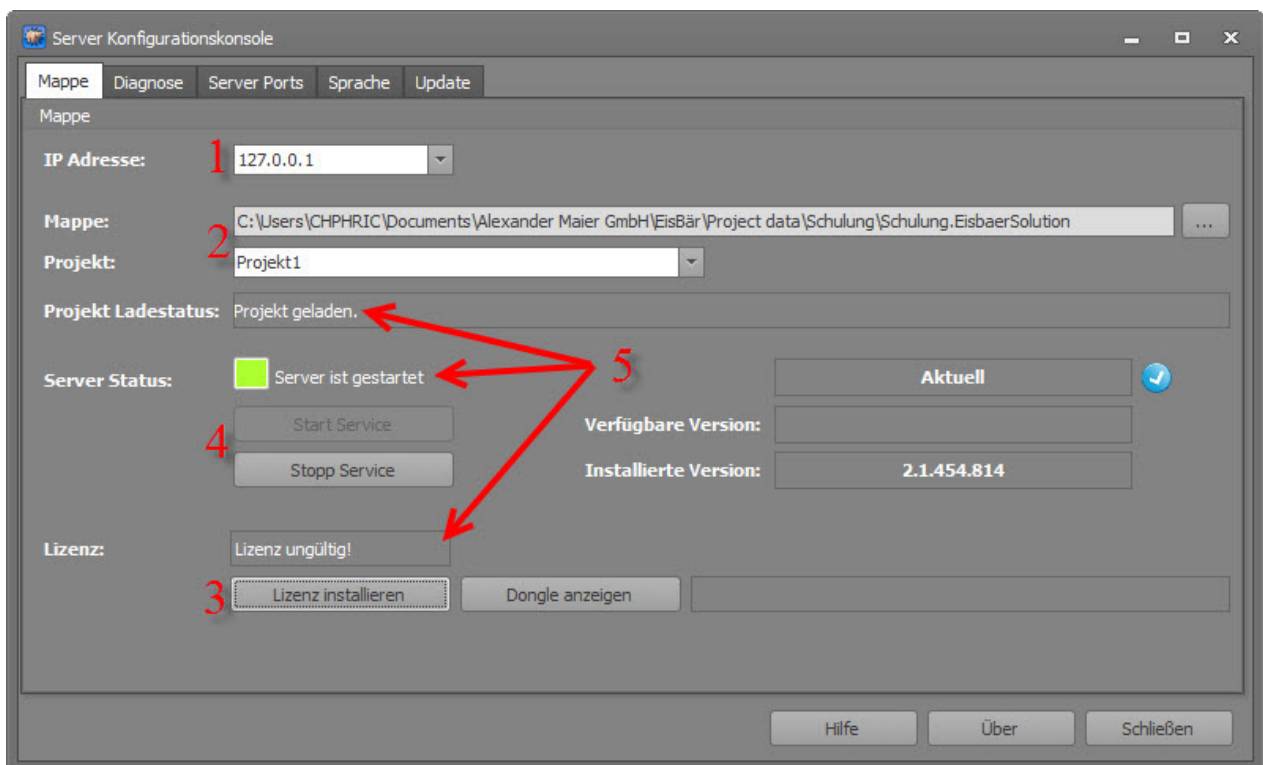 Server Konfigurationskonsole
Mappe Diagnose Server Ports Sprache Update
Mappe
IP Adresse: 1 127.0.0.1
Mappe: C:\Users\CHPHRIC\Documents\Alexander Maier GmbH\EisBär\Project data\Schulung\Schulung.EisbaerSolution ...
2
Projekt: Projekt1
Projekt Ladestatus: Projekt geladen.
5
Server Status: Server ist gestartet Aktuell
4 Start Service Verfügbare Version:
Stopp Service Installierte Version: 2.1.454.814
Lizenz: Lizenz ungültig!
3 Lizenz installieren Dongle anzeigen
Hilfe Über Schließen